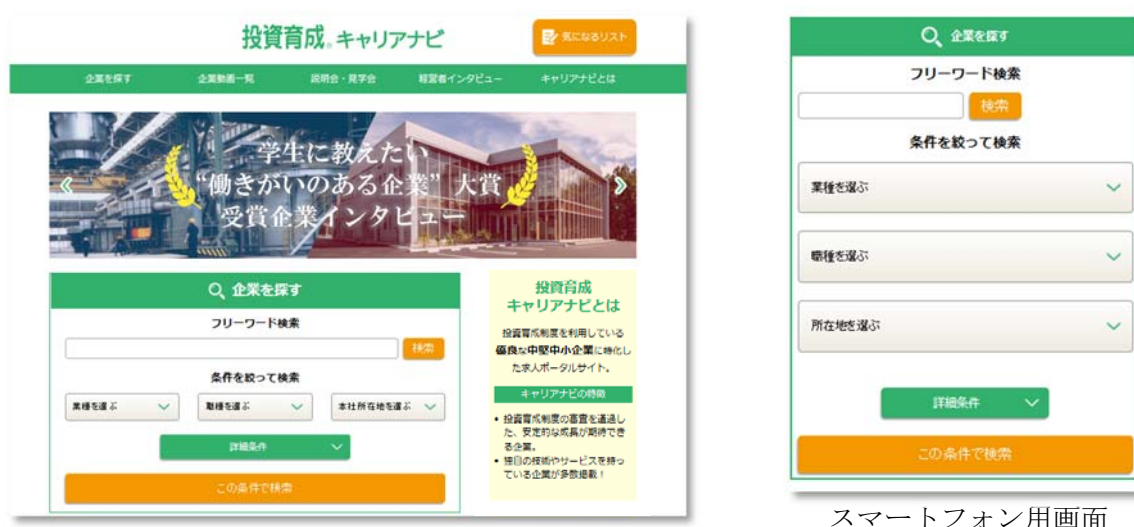 投資育成®キャリアナビ
気になるリスト
企業を探す
企業動画一覧
説明会・見学会
経営者インタビュー
キャリアナビとは
学生に教えたい
“働きがいのある企業”大賞
受賞企業インタビュー
企業を探す
フリーワード検索
検索
条件を絞って検索
業種を選ぶ
職種を選ぶ
本社所在地を選ぶ
詳細条件
この条件で検索
投資育成
キャリアナビとは
投資育成制度を利用している
優良な中堅中小企業に特化し
た求人ポータルサイト。
キャリアナビの特徴
• 投資育成制度の審査を通過し
た、安定的な成長が期待でき
る企業。
• 独自の技術やサービスを持っ
ている企業が多数掲載！
企業を探す
フリーワード検索
検索
条件を絞って検索
業種を選ぶ
職種を選ぶ
所在地を選ぶ
詳細条件
この条件で検索
スマートフォン用画面